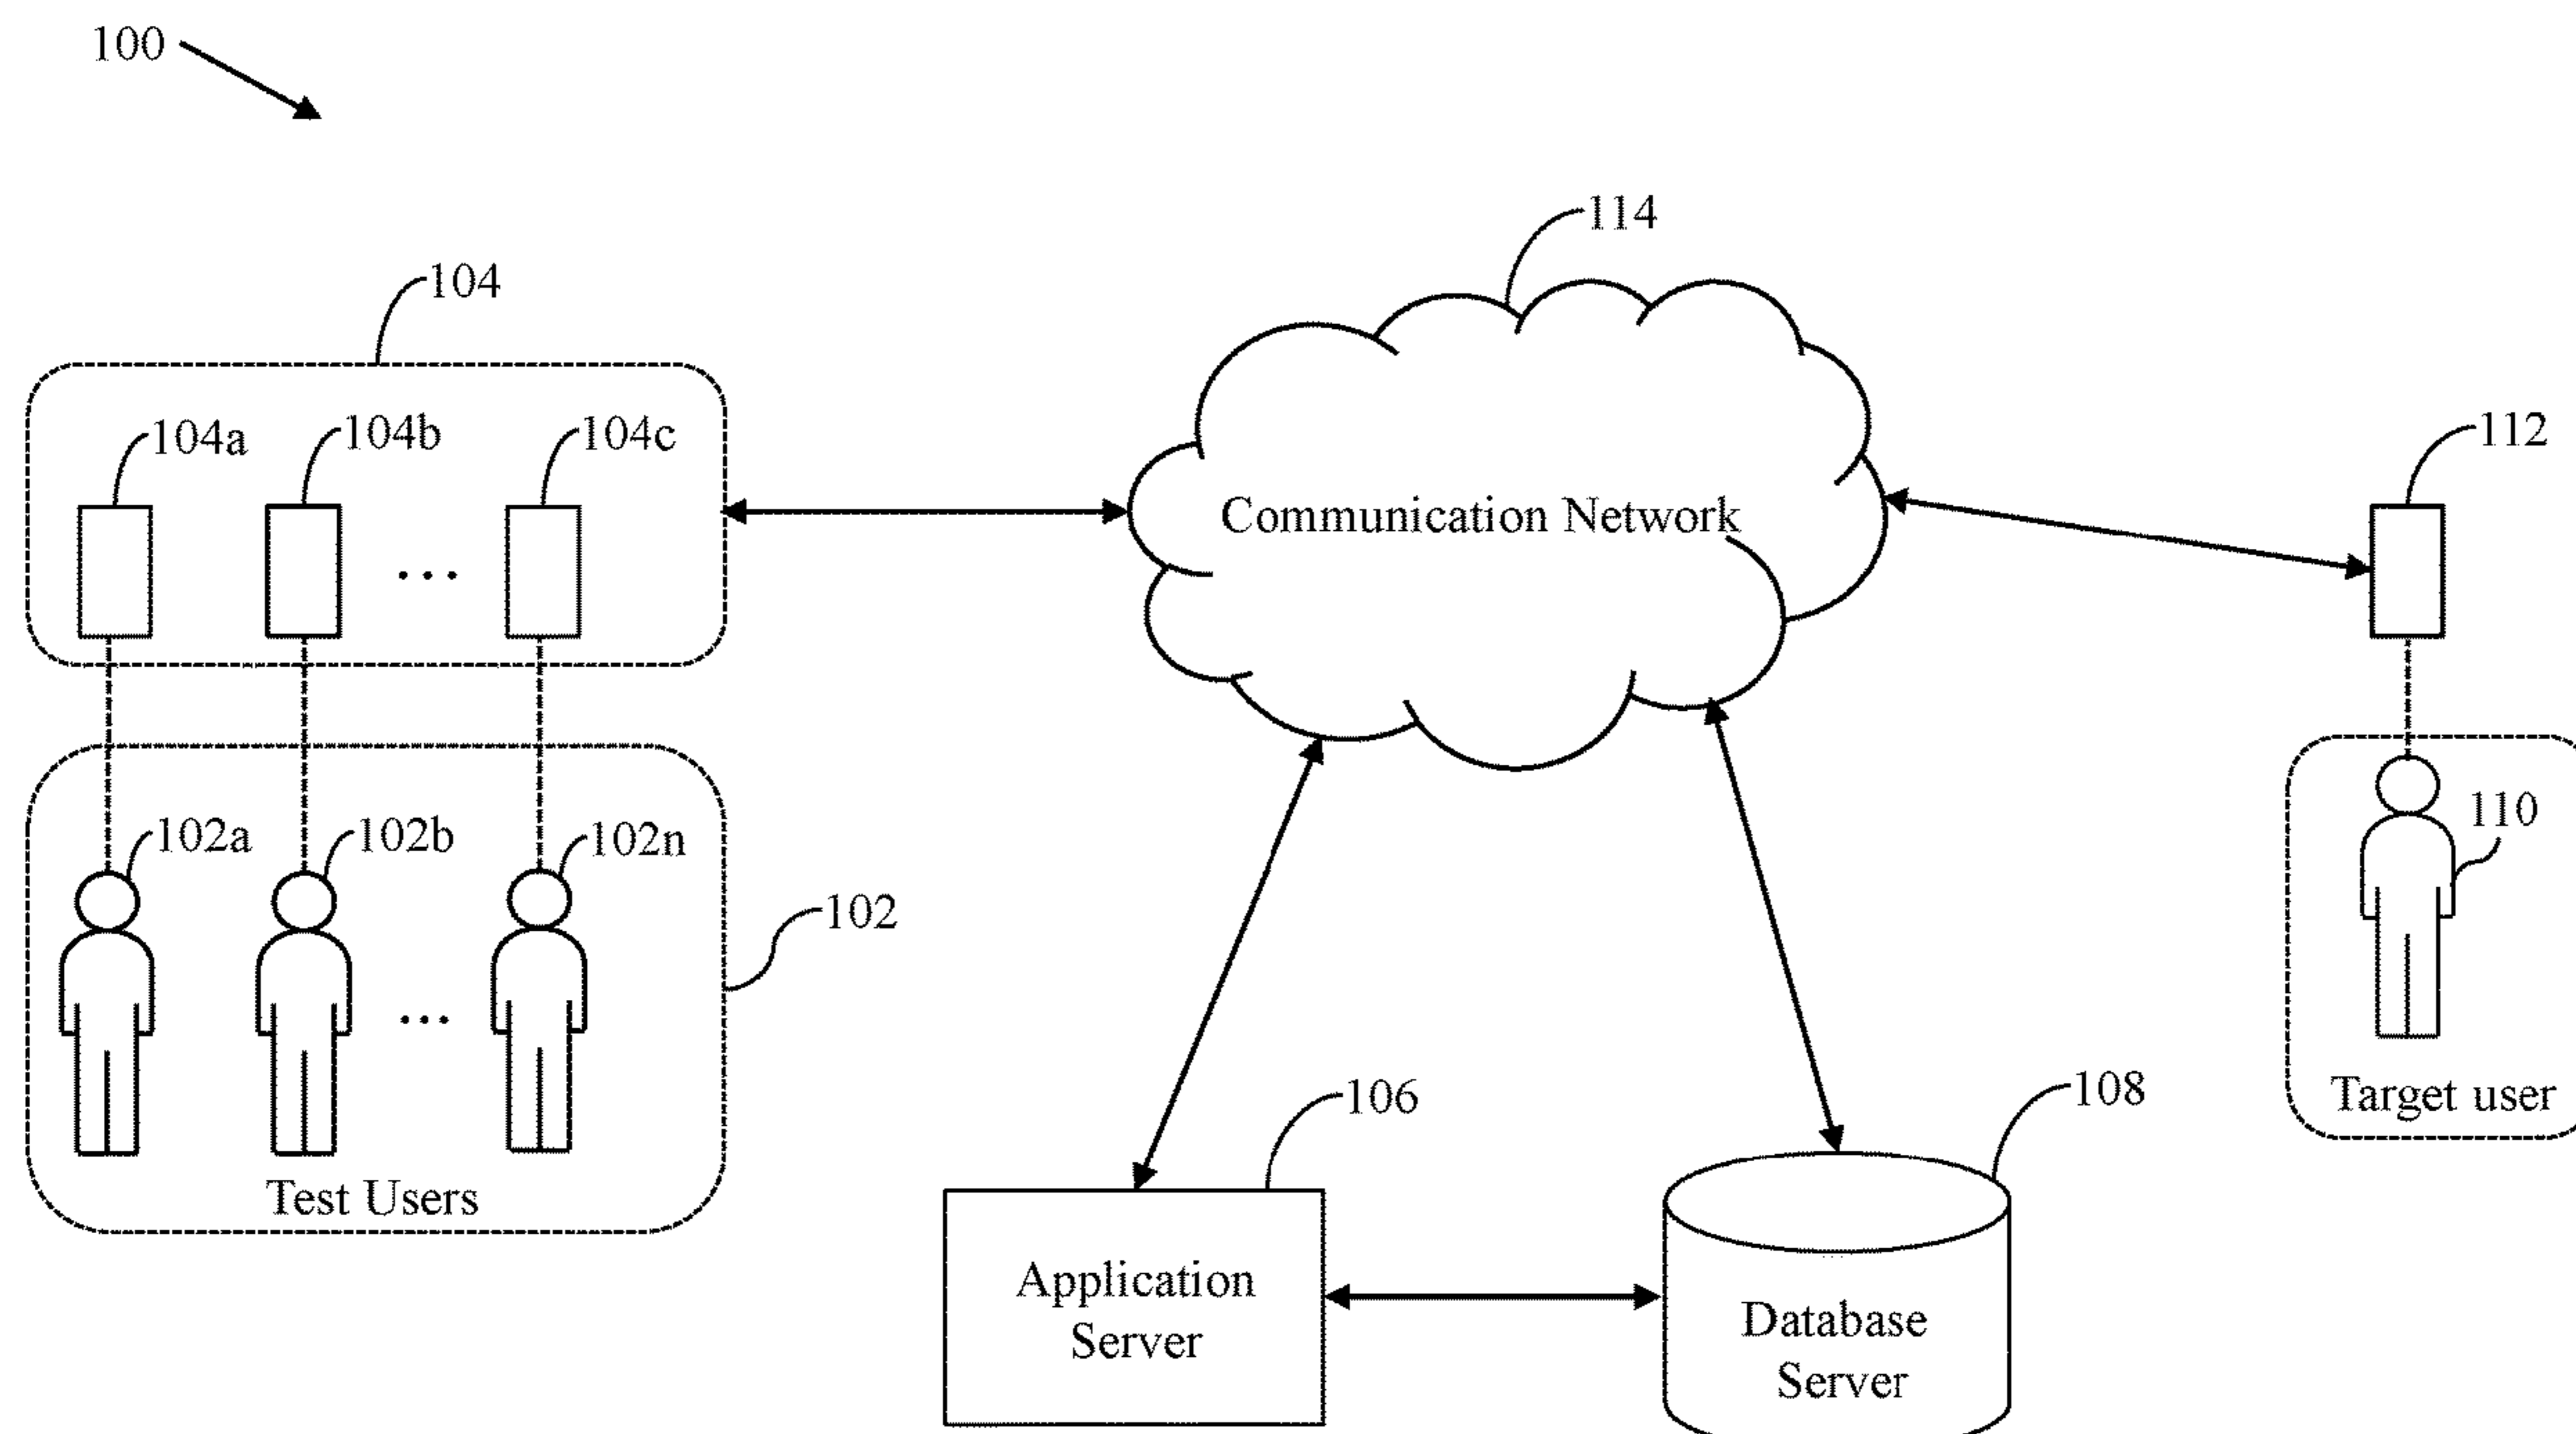 100
114
104
104a
104b
104c
112
Communication Network
102a
102b
102n
110
102
Target user
106
108
Test Users
Application
Server
Database
Server